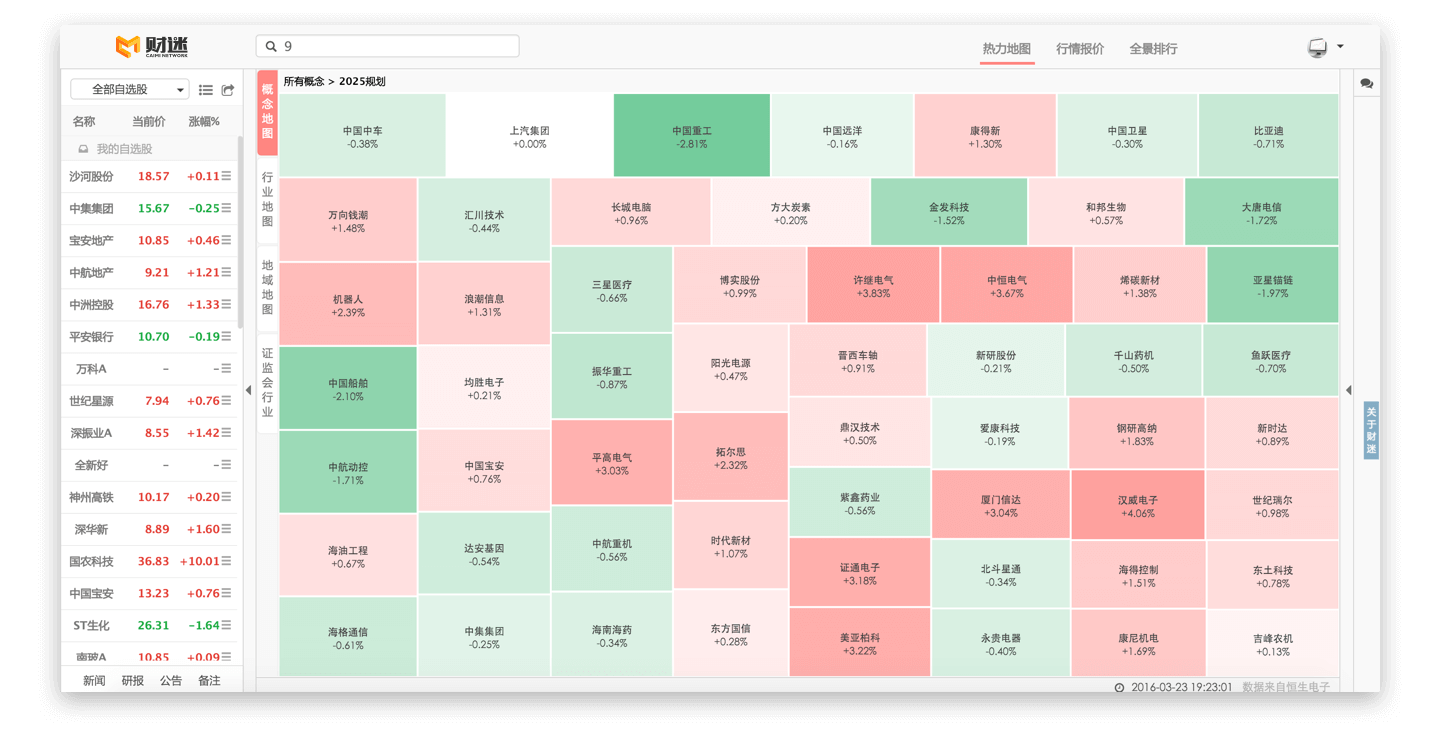 财迷
CAIMI NETWORK
9
热力地图 行情报价 全景排行
全部自选股
名称 当前价 涨幅%
我的自选股
沙河股份 18.57 +0.11
中集集团 15.67 -0.25
宝安地产 10.85 +0.46
中航地产 9.21 +1.21
中洲控股 16.76 +1.33
平安银行 10.70 -0.19
万科A - -
世纪星源 7.94 +0.76
深振业A 8.55 +1.42
全新好 - -
神州高铁 10.17 +0.20
深华新 8.89 +1.60
国农科技 36.83 +10.01
中国宝安 13.23 +0.76
ST生化 26.31 -1.64
南玻A 10.85 +0.09
新闻 研报 公告 备注
概念地图
行业地图
地域地图
证监会行业
所有概念 > 2025规划
中国中车
-0.38%
上汽集团
+0.00%
中国重工
-2.81%
中国远洋
-0.16%
康得新
+1.30%
中国卫星
-0.30%
比亚迪
-0.71%
万向钱潮
+1.48%
汇川技术
-0.44%
长城电脑
+0.96%
方大炭素
+0.20%
金发科技
-1.52%
和邦生物
+0.57%
大唐电信
-1.72%
机器人
+2.39%
浪潮信息
+1.31%
三星医疗
-0.66%
博实股份
+0.99%
许继电气
+3.83%
中恒电气
+3.67%
烯碳新材
+1.38%
亚星锚链
-1.97%
中国船舶
-2.10%
均胜电子
+0.21%
振华重工
-0.87%
阳光电源
+0.47%
晋西车轴
+0.91%
新研股份
-0.21%
千山药机
-0.50%
鱼跃医疗
-0.70%
中航动控
-1.71%
中国宝安
+0.76%
平高电气
+3.03%
拓尔思
+2.32%
鼎汉技术
+0.50%
爱康科技
-0.19%
钢研高纳
+1.83%
新时达
+0.89%
紫鑫药业
-0.56%
厦门信达
+3.04%
汉威电子
+4.06%
世纪瑞尔
+0.98%
海油工程
+0.67%
达安基因
-0.54%
中航重机
-0.56%
时代新材
+1.07%
证通电子
+3.18%
北斗星通
-0.34%
海得控制
+1.51%
东土科技
+0.78%
海格通信
-0.61%
中集集团
-0.25%
海南海药
-0.34%
东方国信
+0.28%
美亚柏科
+3.22%
永贵电器
-0.40%
康尼机电
+1.69%
吉峰农机
+0.13%
关于财迷
2016-03-23 19:23:01 数据来自恒生电子